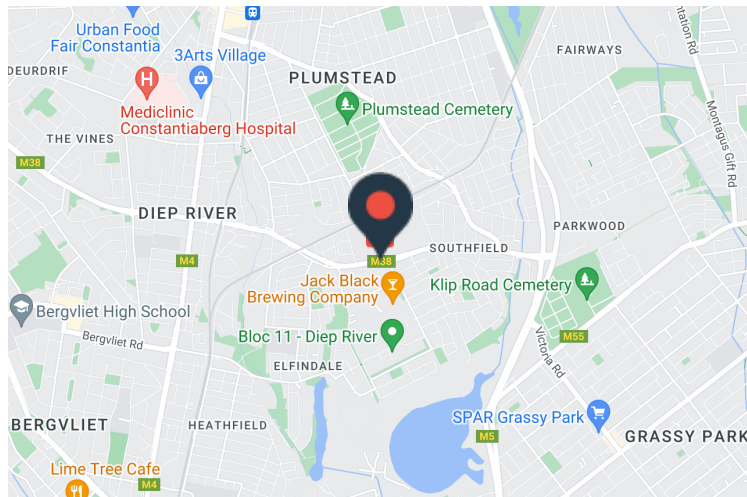 Urban Food
Fair Constantia
3Arts Village
DEURDRIF
H
Mediclinic
Constantiaberg Hospital
PLUMSTEAD
Plumstead Cemetery
FAIRWAYS
Montagus Gift Rd
THE VINES
M38
DIEP RIVER
M4
PARKWOOD
SOUTHFIELD
M38
Jack Black
Brewing Company
Klip Road Cemetery
Bergvliet High School
Bergvliet Rd
Bloc 11 - Diep River
M55
Victoria Rd
ELFINDALE
BERGVLIET
HEATHFIELD
SPAR Grassy Park
M5
GRASSY PARK
Lime Tree Cafe
M4